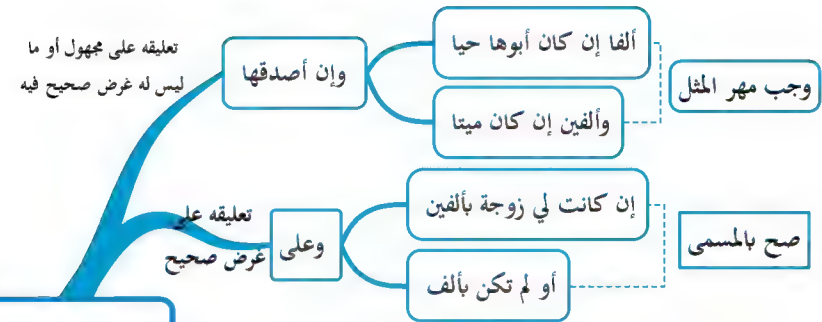 تعليقه على مجهول أو ما
ليس له غرض صحيح فيه
وإن أصدقها
ألفا إن كان أبوها حيا
وألفين إن كان ميتا
وجب مهر المثل
تعليقه على
غرض صحيح
وعلى
إن كانت لي زوجة بألفين
أو لم تكن بألف
صح بالمسمى